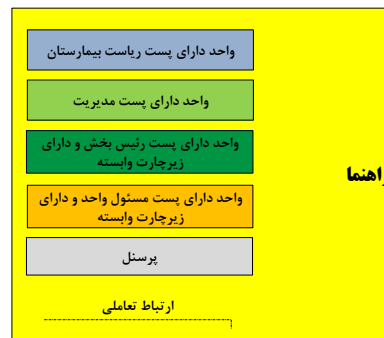 واحد دارای پست ریاست بیمارستان
واحد دارای پست مدیریت
واحد دارای پست رئیس بخش و دارای
زیرچارت وابسته
راهنما
واحد دارای پست مسئول واحد و دارای
زیرچارت وابسته
پرسنل
ارتباط تعاملی